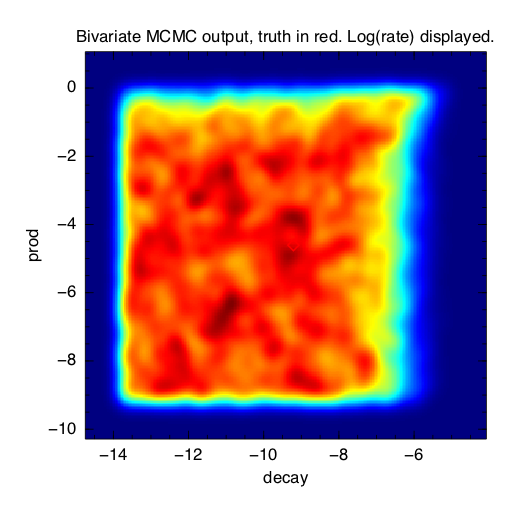 Bivariate MCMC output, truth in red. Log(rate) displayed.
0
−2
−4
−6
−8
−10
prod
−14 −12 −10 −8 −6
decay